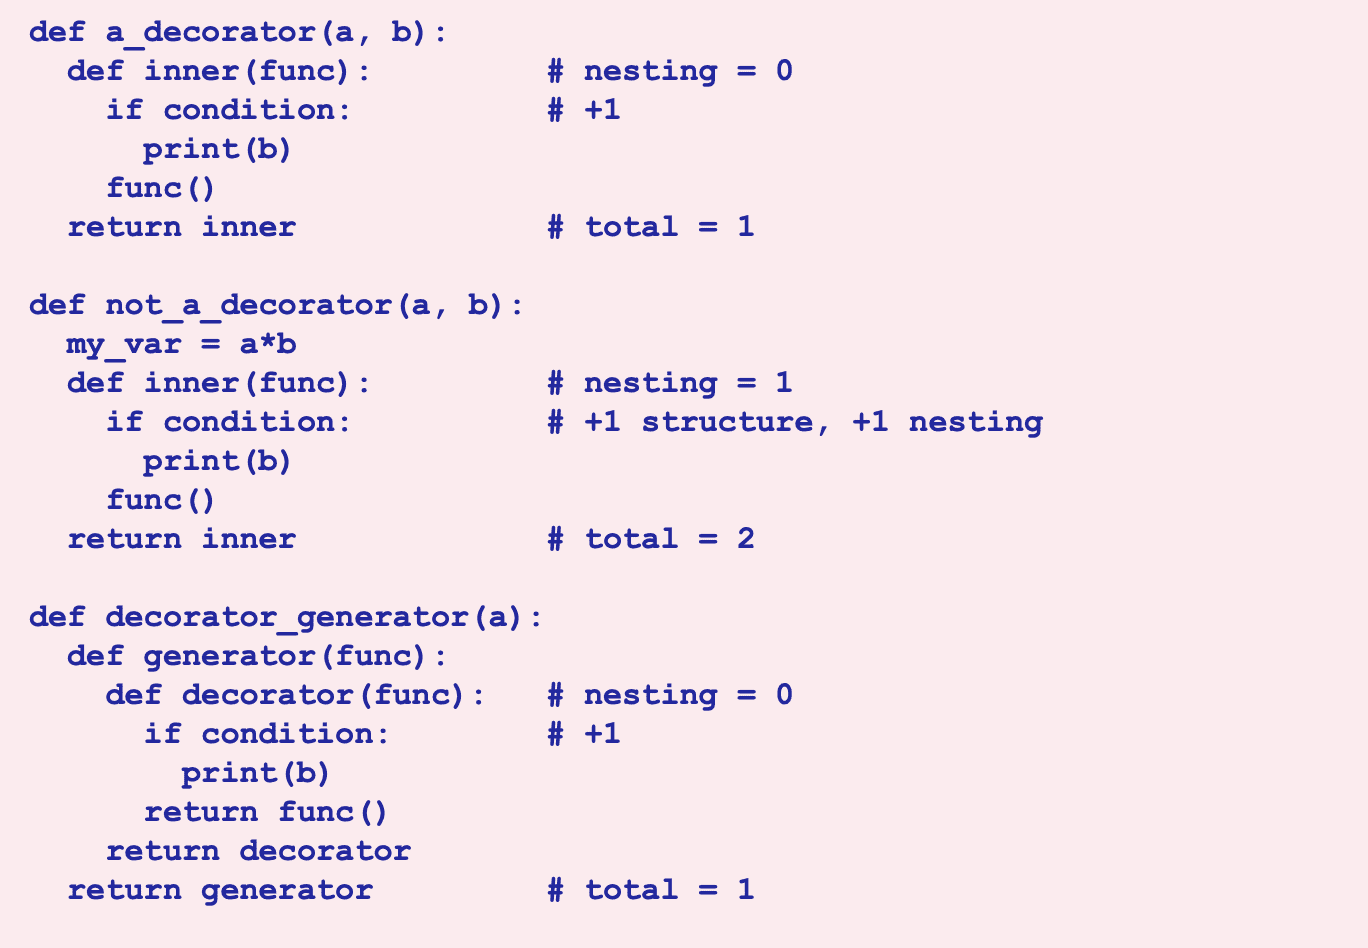 def a_decorator(a, b):
  def inner(func):         # nesting = 0
    if condition:          # +1
      print(b)
    func()
  return inner             # total = 1

def not_a_decorator(a, b):
  my_var = a*b
  def inner(func):         # nesting = 1
    if condition:          # +1 structure, +1 nesting
      print(b)
    func()
  return inner             # total = 2

def decorator_generator(a):
  def generator(func):
    def decorator(func):   # nesting = 0
      if condition:        # +1
        print(b)
      return func()
    return decorator
  return generator         # total = 1